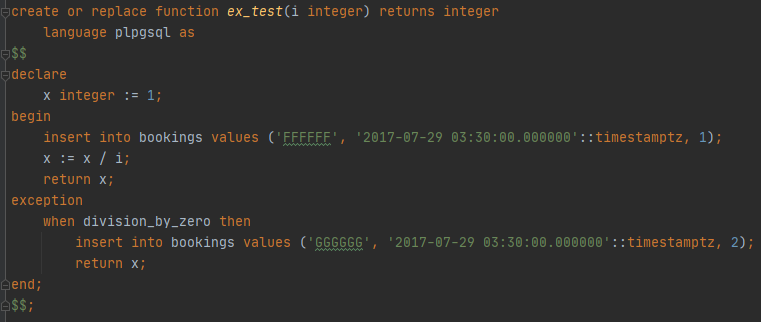 create or replace function ex_test(i integer) returns integer
    language plpgsql as
$$
declare
    x integer := 1;
begin
    insert into bookings values ('FFFFFF', '2017-07-29 03:30:00.000000'::timestamptz, 1);
    x := x / i;
    return x;
exception
    when division_by_zero then
        insert into bookings values ('GGGGGG', '2017-07-29 03:30:00.000000'::timestamptz, 2);
        return x;
end;
$$;